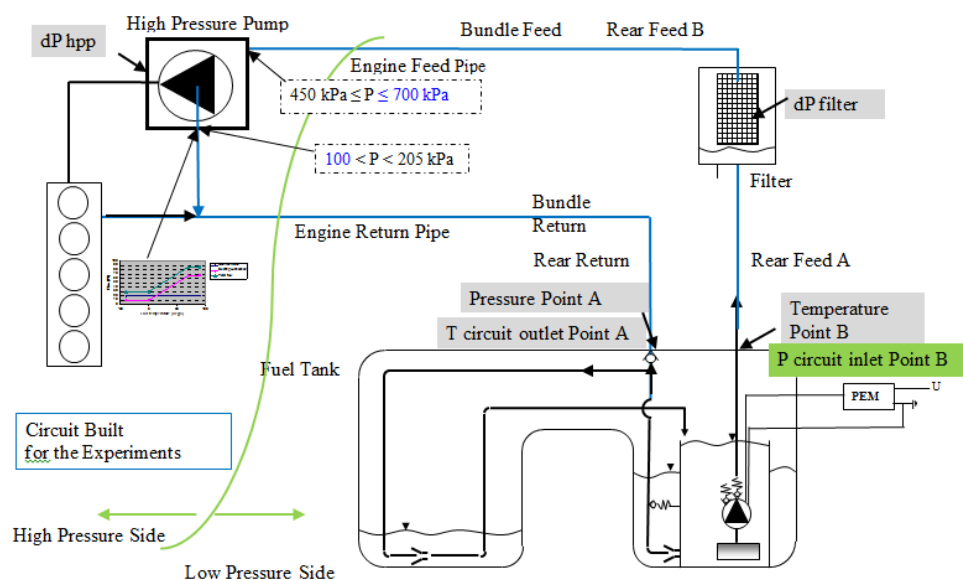 High Pressure Pump
Bundle Feed
Rear Feed B
dP hpp
Engine Feed Pipe
450 kPa ≤ P ≤ 700 kPa
dP filter
100 < P < 205 kPa
Filter
Bundle
Return
Engine Return Pipe
Rear Return
Rear Feed A
Pressure Point A
Temperature
Point B
T circuit outlet Point A
P circuit inlet Point B
Fuel Tank
PEM
U
Circuit Built
for the Experiments
High Pressure Side
Low Pressure Side